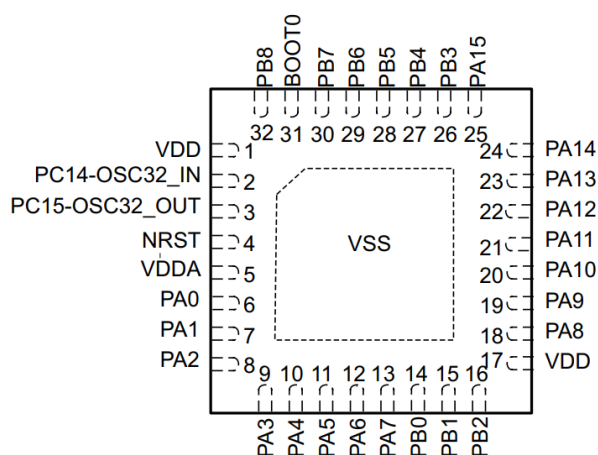 PB8
BOOT0
PB7
PB6
PB5
PB4
PB3
PA15
32 31 30 29 28 27 26 25
VDD 1
PC14-OSC32_IN 2
PC15-OSC32_OUT 3
NRST 4
VDDA 5
PA0 6
PA1 7
PA2 8
VSS
24 PA14
23 PA13
22 PA12
21 PA11
20 PA10
19 PA9
18 PA8
17 VDD
9 10 11 12 13 14 15 16
PA3
PA4
PA5
PA6
PA7
PB0
PB1
PB2